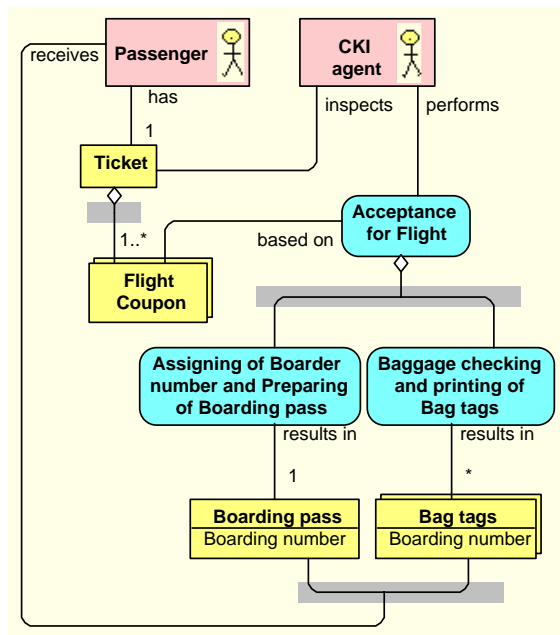 receives
Passenger
CKI
agent
has
inspects
performs
1
Ticket
Acceptance
for Flight
1..*
based on
Flight
Coupon
Assigning of Boarder
number and Preparing
of Boarding pass
Baggage checking
and printing of
Bag tags
results in
results in
1
*
Boarding pass
Boarding number
Bag tags
Boarding number